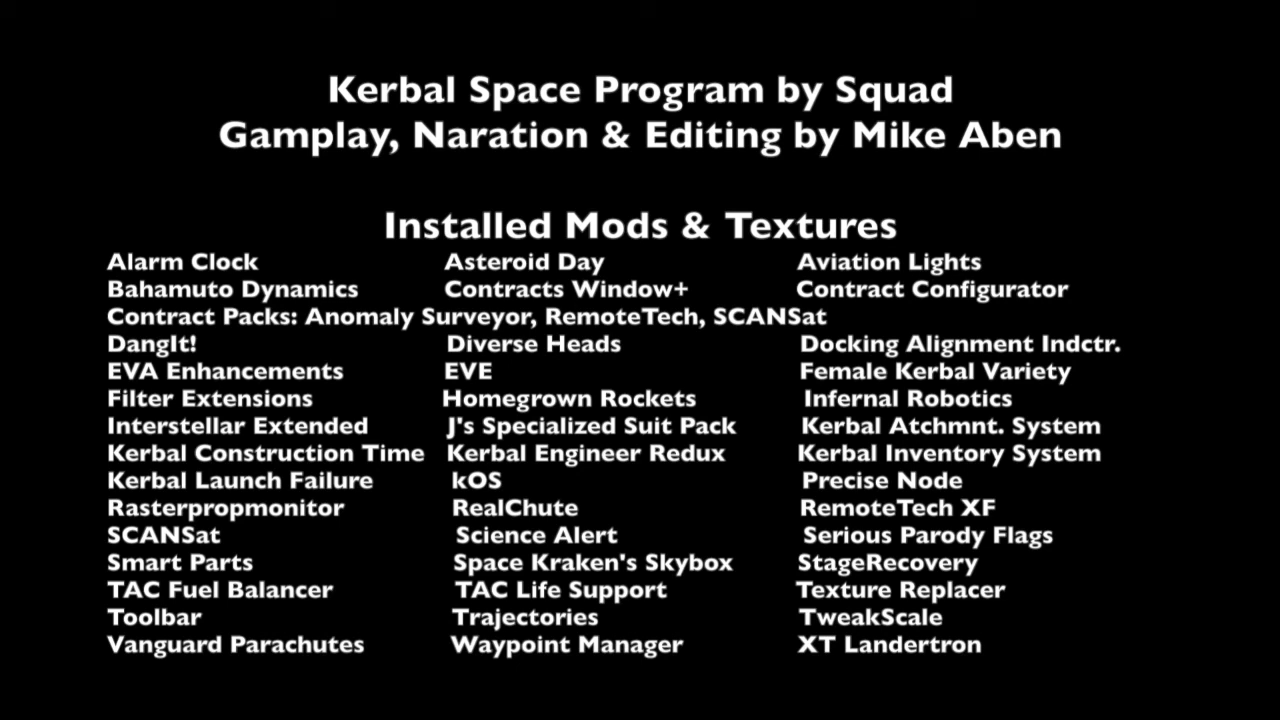 Kerbal Space Program by Squad
Gamplay, Naration & Editing by Mike Aben
Installed Mods & Textures
Alarm Clock Asteroid Day Aviation Lights
Bahamuto Dynamics Contracts Window+ Contract Configurator
Contract Packs: Anomaly Surveyor, RemoteTech, SCANSat
DangIt! Diverse Heads Docking Alignment Indctr.
EVA Enhancements EVE Female Kerbal Variety
Filter Extensions Homegrown Rockets Infernal Robotics
Interstellar Extended J's Specialized Suit Pack Kerbal Atchmnt. System
Kerbal Construction Time Kerbal Engineer Redux Kerbal Inventory System
Kerbal Launch Failure kOS Precise Node
Rasterpropmonitor RealChute RemoteTech XF
SCANSat Science Alert Serious Parody Flags
Smart Parts Space Kraken's Skybox StageRecovery
TAC Fuel Balancer TAC Life Support Texture Replacer
Toolbar Trajectories TweakScale
Vanguard Parachutes Waypoint Manager XT Landertron